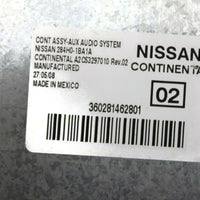 CONT ASSY-AUX AUDIO SYSTEM
NISSAN 284H0-1BA1A
CONTINENTAL A2C53297010 Rev.02
MANUFACTURED
27.05.08
MADE IN MEXICO
360281462801
NISSAN
CONTINENTAL
02